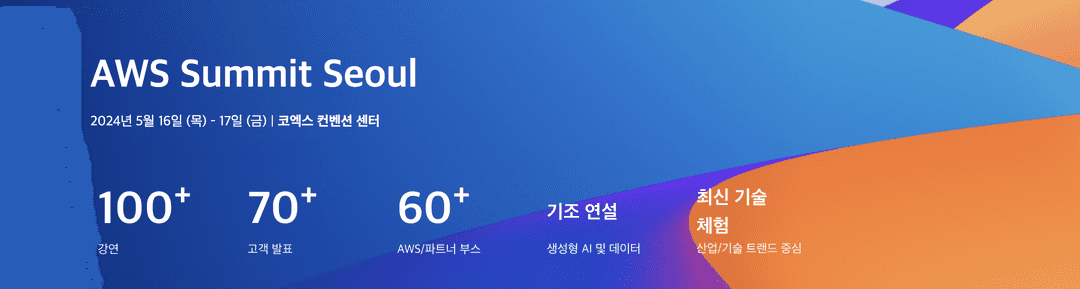 AWS Summit Seoul
2024년 5월 16일 (목) - 17일 (금) | 코엑스 컨벤션 센터
100+
강연
70+
고객 발표
60+
AWS/파트너 부스
기조 연설
생성형 AI 및 데이터
최신 기술
체험
산업/기술 트랜드 중심